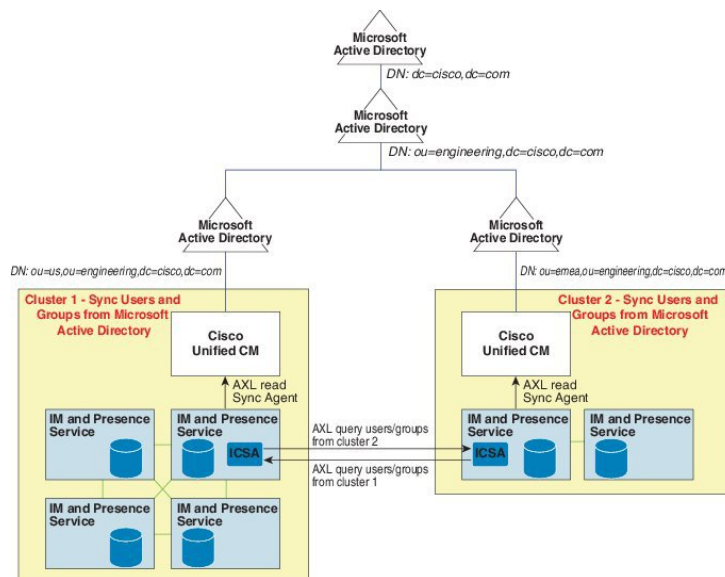 Microsoft
Active Directory
DN: dc=cisco,dc=com
Microsoft
Active Directory
DN: ou=engineering,dc=cisco,dc=com
Microsoft
Active Directory
Microsoft
Active Directory
DN: ou=us,ou=engineering,dc=cisco,dc=com
DN: ou=emea,ou=engineering,dc=cisco,dc=com
Cluster 1 - Sync Users and
Groups from Microsoft
Active Directory
Cisco
Unified CM
AXL read
Sync Agent
IM and Presence
Service
IM and Presence
Service
ICSA
IM and Presence
Service
IM and Presence
Service
AXL query users/groups
from cluster 2
AXL query users/groups
from cluster 1
Cluster 2 - Sync Users and
Groups from Microsoft
Active Directory
Cisco
Unified CM
AXL read
Sync Agent
IM and Presence
Service
ICSA
IM and Presence
Service